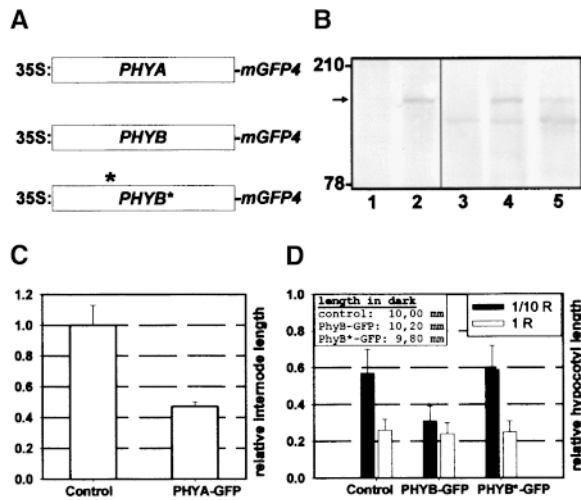 A
35S: PHYA -mGFP4
35S: PHYB -mGFP4
*
35S: PHYB* -mGFP4
B
210
78
1 2 3 4 5
C
relative internode length
1.2
1.0
0.8
0.6
0.4
0.2
0.0
Control PHYA-GFP
D
relative hypocotyl length
1.0
0.8
0.6
0.4
0.2
0.0
length in dark
control: 10,00 mm
PhyB-GFP: 10,20 mm
PhyB*-GFP: 9,80 mm
1/10 R
1 R
Control PHYB-GFP PHYB*-GFP